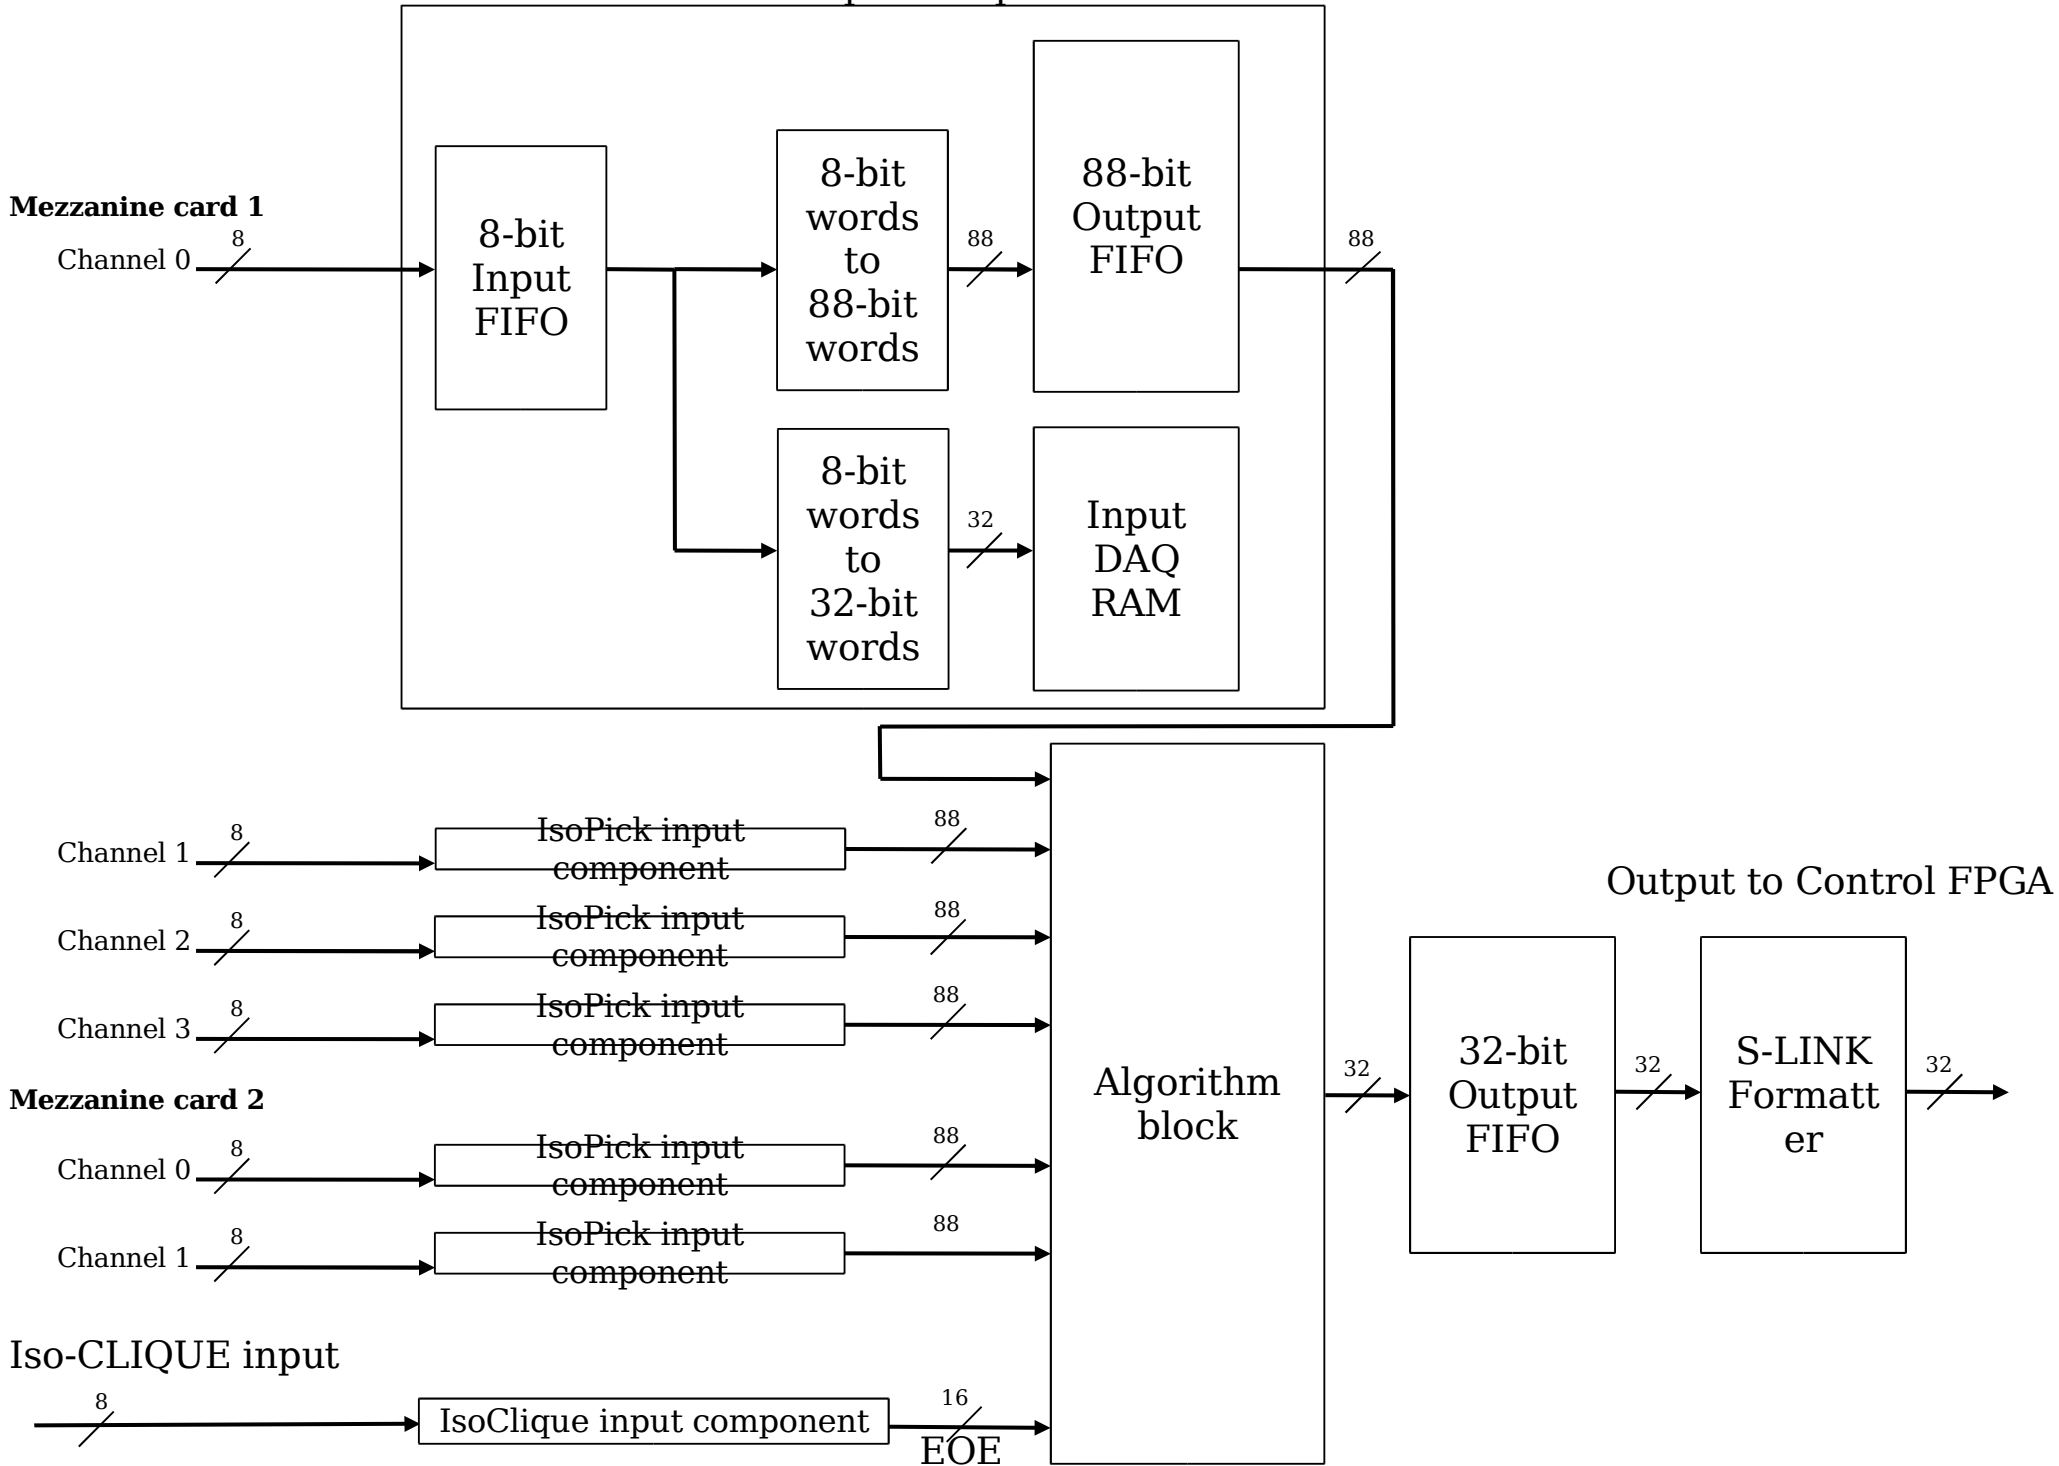 8-bit
words
to
88-bit
words
88-bit
Output
FIFO
Mezzanine card 1
8-bit
Input
FIFO
Channel 0
8
88
88
8-bit
words
to
32-bit
words
32
Input
DAQ
RAM
Channel 1
8
IsoPick input
component
88
Channel 2
8
IsoPick input
component
88
Channel 3
8
IsoPick input
component
88
Mezzanine card 2
Channel 0
8
IsoPick input
component
88
Channel 1
8
IsoPick input
component
88
Iso-CLIQUE input
8
IsoClique input component
16
EOE
Algorithm
block
32
Output to Control FPGA
32-bit
Output
FIFO
32
S-LINK
Formatt
er
32